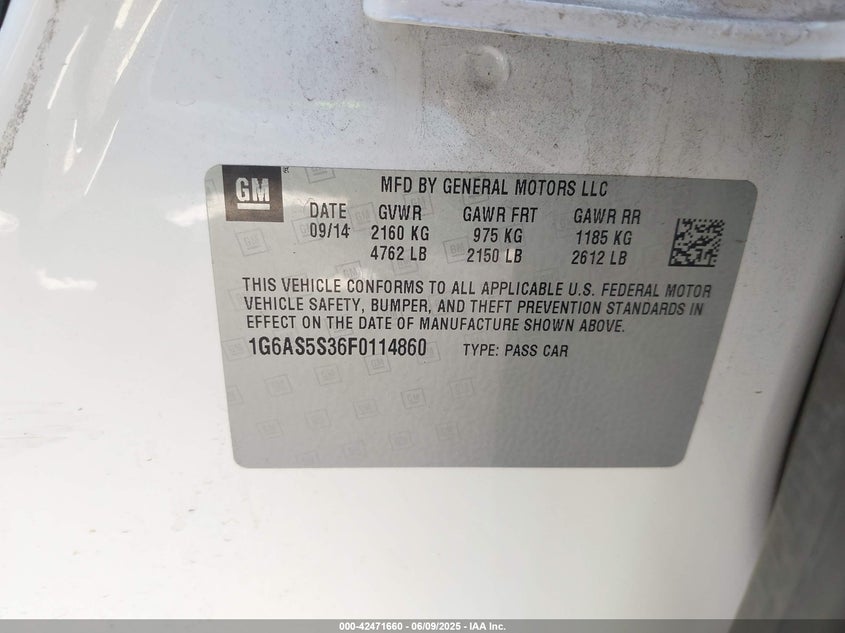 GM
MFD BY GENERAL MOTORS LLC
DATE GVWR GAWR FRT GAWR RR
09/14 2160 KG 975 KG 1185 KG
4762 LB 2150 LB 2612 LB
THIS VEHICLE CONFORMS TO ALL APPLICABLE U.S. FEDERAL MOTOR
VEHICLE SAFETY, BUMPER, AND THEFT PREVENTION STANDARDS IN
EFFECT ON THE DATE OF MANUFACTURE SHOWN ABOVE.
1G6AS5S36F0114860 TYPE: PASS CAR
000-42471660 | 06/09/2025 - IAA Inc.